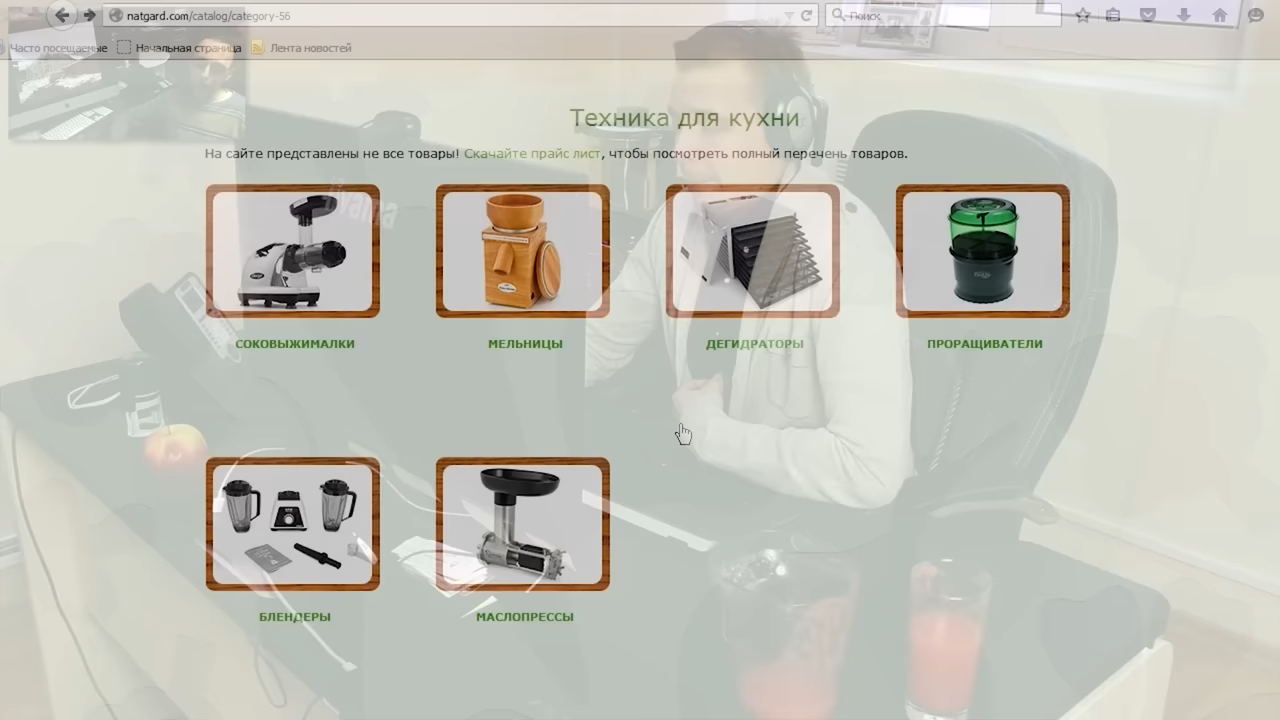 natgard.com/catalog/category-56
Поиск
Часто посещаемые
Начальная страница
Лента новостей
Техника для кухни
На сайте представлены не все товары! Скачайте прайс лист, чтобы посмотреть полный перечень товаров.
iiyama
СОКОВЫЖИМАЛКИ
МЕЛЬНИЦЫ
ДЕГИДРАТОРЫ
ПРОРАЩИВАТЕЛИ
БЛЕНДЕРЫ
МАСЛОПРЕССЫ